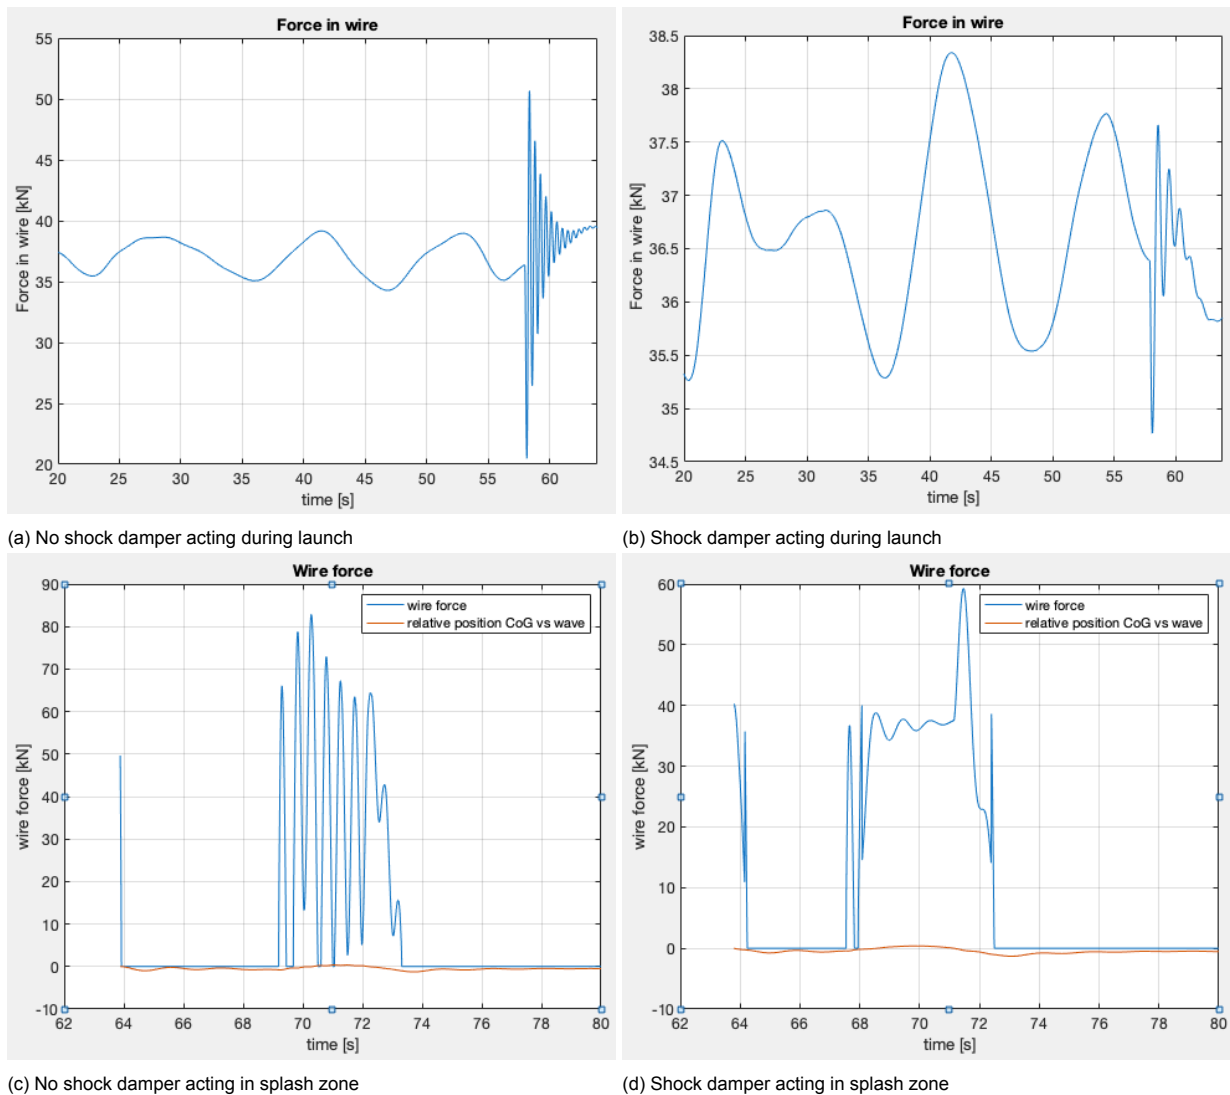 Force in wire
Force in wire [kN]
55
50
45
40
35
30
25
20
20 25 30 35 40 45 50 55 60
time [s]
(a) No shock damper acting during launch
Force in wire
Force in wire [kN]
38.5
38
37.5
37
36.5
36
35.5
35
34.5
20 25 30 35 40 45 50 55 60
time [s]
(b) Shock damper acting during launch
Wire force
wire force [kN]
90
80
70
60
50
40
30
20
10
0
-10
wire force
relative position CoG vs wave
62 64 66 68 70 72 74 76 78 80
time [s]
(c) No shock damper acting in splash zone
Wire force
wire force [kN]
60
50
40
30
20
10
0
-10
wire force
relative position CoG vs wave
62 64 66 68 70 72 74 76 78 80
time [s]
(d) Shock damper acting in splash zone